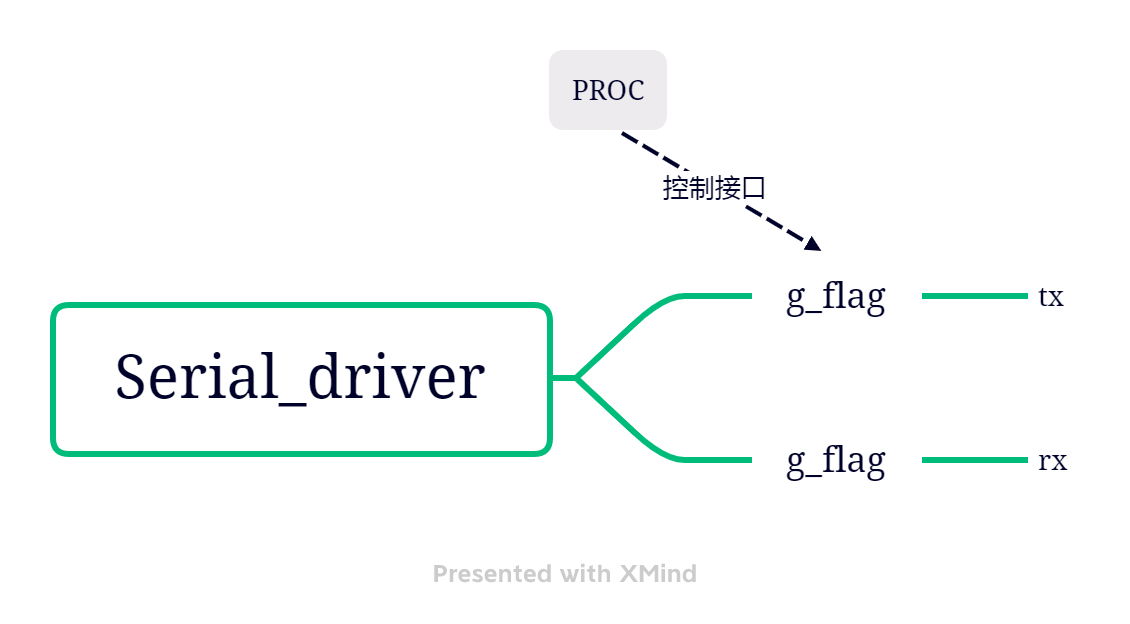 PROC
控制接口
g_flag
tx
Serial_driver
g_flag
rx
Presented with XMind